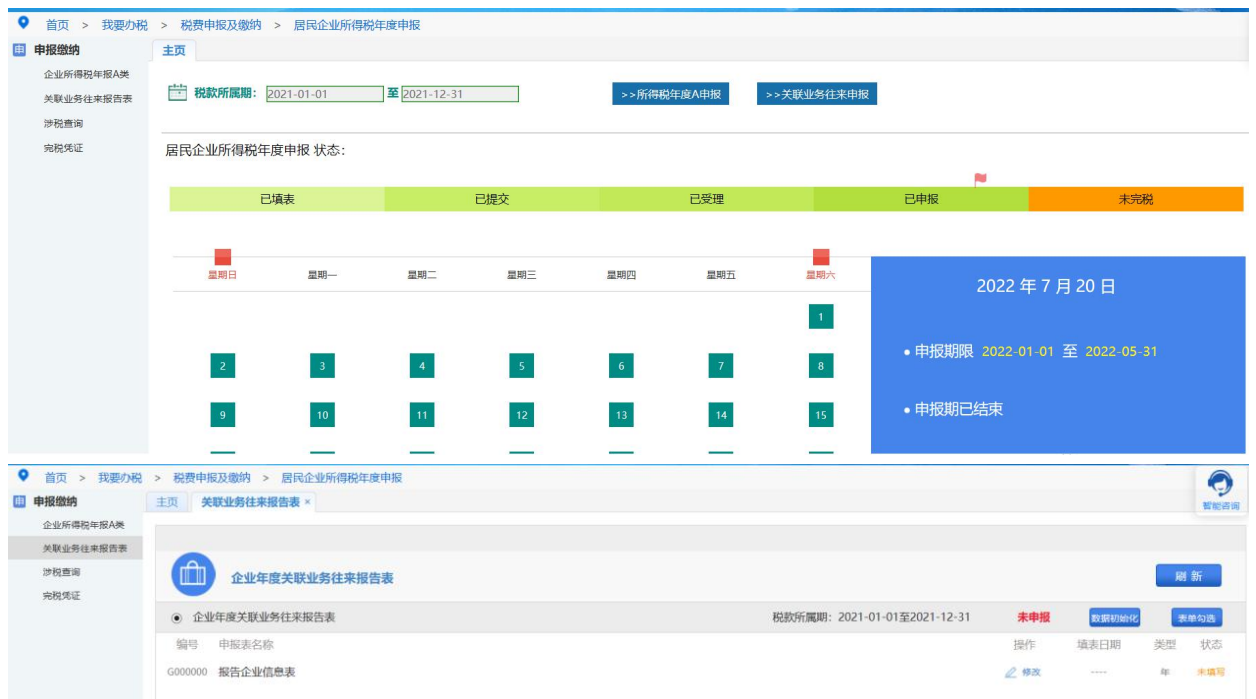 首页 > 我要办税 > 税费申报及缴纳 > 居民企业所得税年度申报
申报缴纳
主页
企业所得税年报A类
关联业务往来报告表
涉税查询
完税凭证
税款所属期: 2021-01-01 至 2021-12-31 >>所得税年度A申报 >>关联业务往来申报
居民企业所得税年度申报 状态:
已填表 已提交 已受理 已申报 未完税
星期日 星期一 星期二 星期三 星期四 星期五 星期六
1
2 3 4 5 6 7 8
9 10 11 12 13 14 15
2022 年 7 月 20 日
• 申报期限 2022-01-01 至 2022-05-31
• 申报期已结束
首页 > 我要办税 > 税费申报及缴纳 > 居民企业所得税年度申报
智能咨询
申报缴纳
主页 关联业务往来报告表 ×
企业所得税年报A类
关联业务往来报告表
涉税查询
完税凭证
企业年度关联业务往来报告表 刷 新
企业年度关联业务往来报告表 税款所属期: 2021-01-01至2021-12-31 未申报 数据初始化 表单勾选
编号 申报表名称 操作 填表日期 类型 状态
G000000 报告企业信息表 修改 ---- 年 未填写